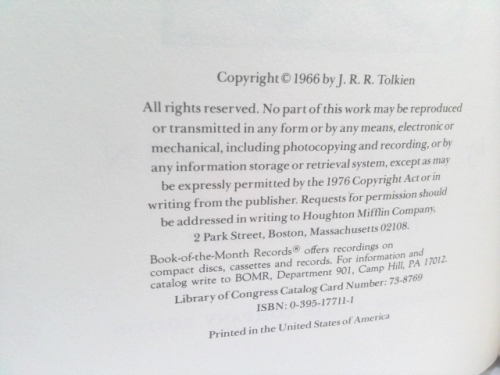 Copyright © 1966 by J. R. R. Tolkien
All rights reserved. No part of this work may be reproduced
or transmitted in any form or by any means, electronic or
mechanical, including photocopying and recording, or by
any information storage or retrieval system, except as may
be expressly permitted by the 1976 Copyright Act or in
writing from the publisher. Requests for permission should
be addressed in writing to Houghton Mifflin Company,
2 Park Street, Boston, Massachusetts 02108.
Book-of-the-Month Records® offers recordings on
compact discs, cassettes and records. For information and
catalog write to BOMR, Department 901, Camp Hill, PA 17012.
Library of Congress Catalog Card Number: 73-8769
ISBN: 0-395-17711-1
Printed in the United States of America